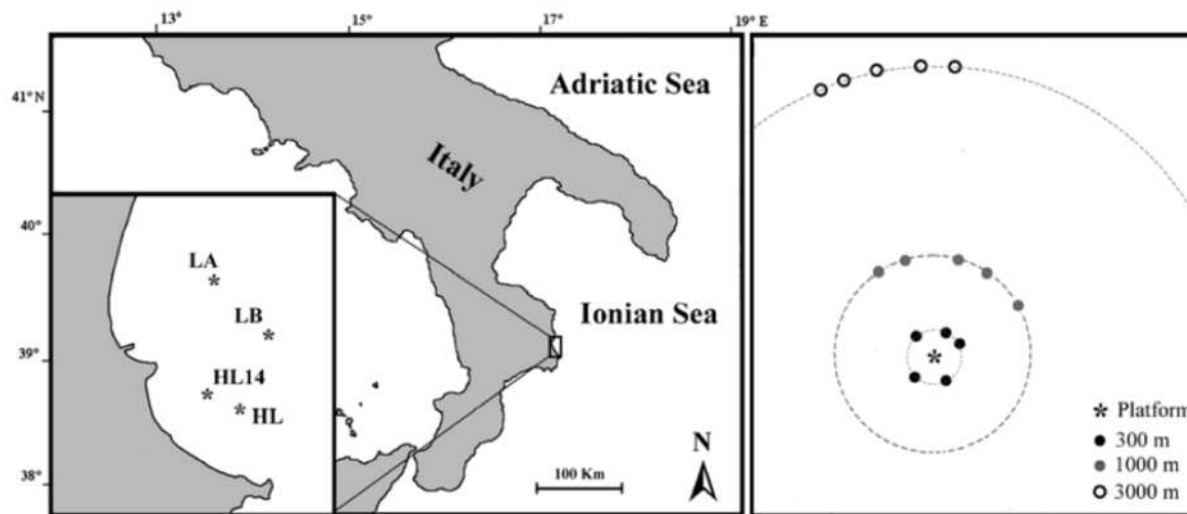 13°
15°
17°
19° E
41° N
40°
39°
38°
Adriatic Sea
Italy
Ionian Sea
LA
LB
HL14
HL
100 Km
N
* Platform
300 m
1000 m
3000 m